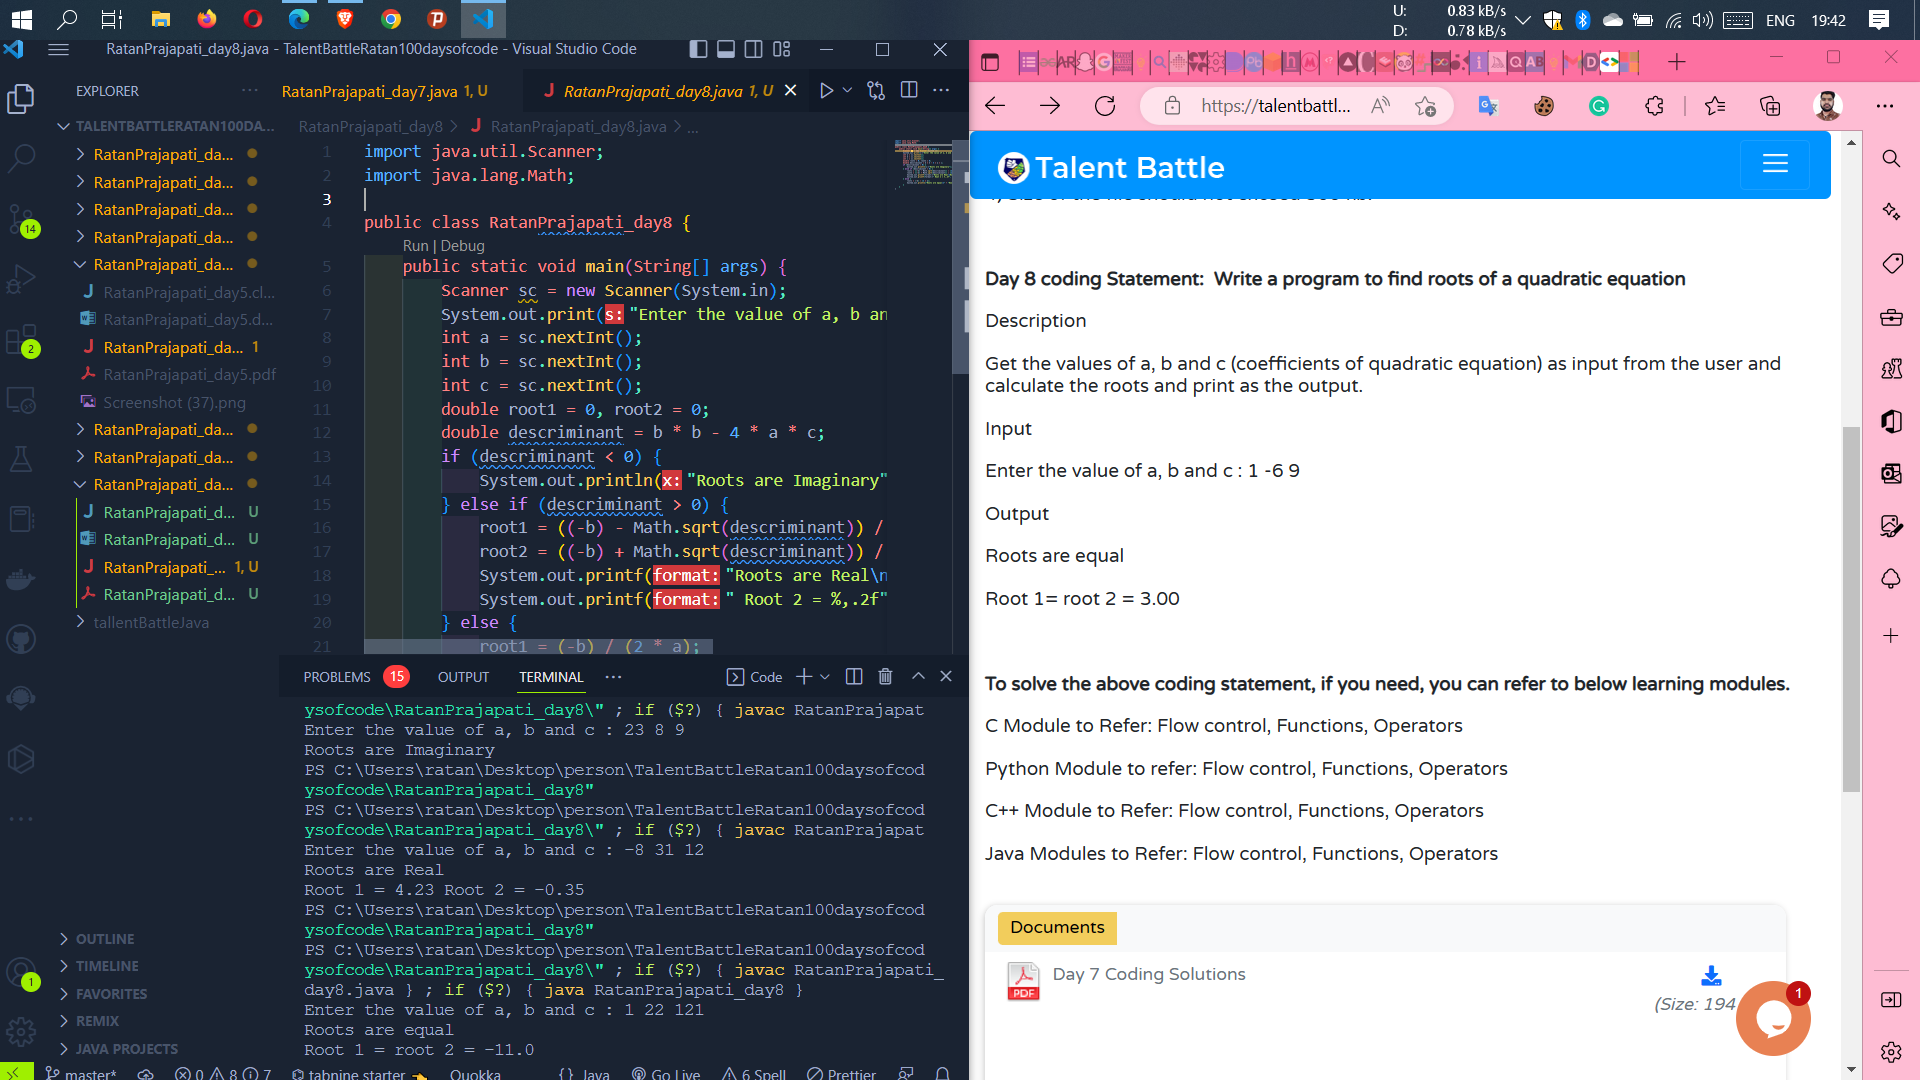 U: 0.83 kB/s
D: 0.78 kB/s
ENG 19:42
RatanPrajapati_day8.java - TalentBattleRatan100daysofcode - Visual Studio Code
EXPLORER
RatanPrajapati_day7.java 1, U
RatanPrajapati_day8.java 1, U
TALENTBATTLERATAN100DA...
RatanPrajapati_da...
RatanPrajapati_da...
RatanPrajapati_da...
RatanPrajapati_da...
RatanPrajapati_da...
RatanPrajapati_day5.cl...
RatanPrajapati_day5.d...
RatanPrajapati_da... 1
RatanPrajapati_day5.pdf
Screenshot (37).png
RatanPrajapati_da...
RatanPrajapati_da...
RatanPrajapati_da...
RatanPrajapati_d... U
RatanPrajapati_d... U
RatanPrajapati_... 1, U
RatanPrajapati_d... U
tallentBattleJava
OUTLINE
TIMELINE
FAVORITES
REMIX
JAVA PROJECTS
14
2
1
RatanPrajapati_day8 > RatanPrajapati_day8.java > ...
1 import java.util.Scanner;
2 import java.lang.Math;
3
4 public class RatanPrajapati_day8 {
Run | Debug
5 public static void main(String[] args) {
6 Scanner sc = new Scanner(System.in);
7 System.out.print(s: "Enter the value of a, b an
8 int a = sc.nextInt();
9 int b = sc.nextInt();
10 int c = sc.nextInt();
11 double root1 = 0, root2 = 0;
12 double descriminant = b * b - 4 * a * c;
13 if (descriminant < 0) {
14 System.out.println(x: "Roots are Imaginary"
15 } else if (descriminant > 0) {
16 root1 = ((-b) - Math.sqrt(descriminant)) /
17 root2 = ((-b) + Math.sqrt(descriminant)) /
18 System.out.printf(format: "Roots are Real\n
19 System.out.printf(format: " Root 2 = %,.2f"
20 } else {
21 root1 = (-b) / (2 * a);
PROBLEMS 15 OUTPUT TERMINAL ... Code
ysofcode\RatanPrajapati_day8\" ; if ($?) { javac RatanPrajapat
Enter the value of a, b and c : 23 8 9
Roots are Imaginary
PS C:\Users\ratan\Desktop\person\TalentBattleRatan100daysofcod
ysofcode\RatanPrajapati_day8"
PS C:\Users\ratan\Desktop\person\TalentBattleRatan100daysofcod
ysofcode\RatanPrajapati_day8\" ; if ($?) { javac RatanPrajapat
Enter the value of a, b and c : -8 31 12
Roots are Real
Root 1 = 4.23 Root 2 = -0.35
PS C:\Users\ratan\Desktop\person\TalentBattleRatan100daysofcod
ysofcode\RatanPrajapati_day8"
PS C:\Users\ratan\Desktop\person\TalentBattleRatan100daysofcod
ysofcode\RatanPrajapati_day8\" ; if ($?) { javac RatanPrajapati_
day8.java } ; if ($?) { java RatanPrajapati_day8 }
Enter the value of a, b and c : 1 22 121
Roots are equal
Root 1 = root 2 = -11.0
master* 0 8 7 tabnine starter Quokka {} Java Go Live 6 Spell Prettier
https://talentbattl...
Talent Battle
Day 8 coding Statement: Write a program to find roots of a quadratic equation
Description
Get the values of a, b and c (coefficients of quadratic equation) as input from the user and
calculate the roots and print as the output.
Input
Enter the value of a, b and c : 1 -6 9
Output
Roots are equal
Root 1= root 2 = 3.00
To solve the above coding statement, if you need, you can refer to below learning modules.
C Module to Refer: Flow control, Functions, Operators
Python Module to refer: Flow control, Functions, Operators
C++ Module to Refer: Flow control, Functions, Operators
Java Modules to Refer: Flow control, Functions, Operators
Documents
PDF Day 7 Coding Solutions
(Size: 194
1